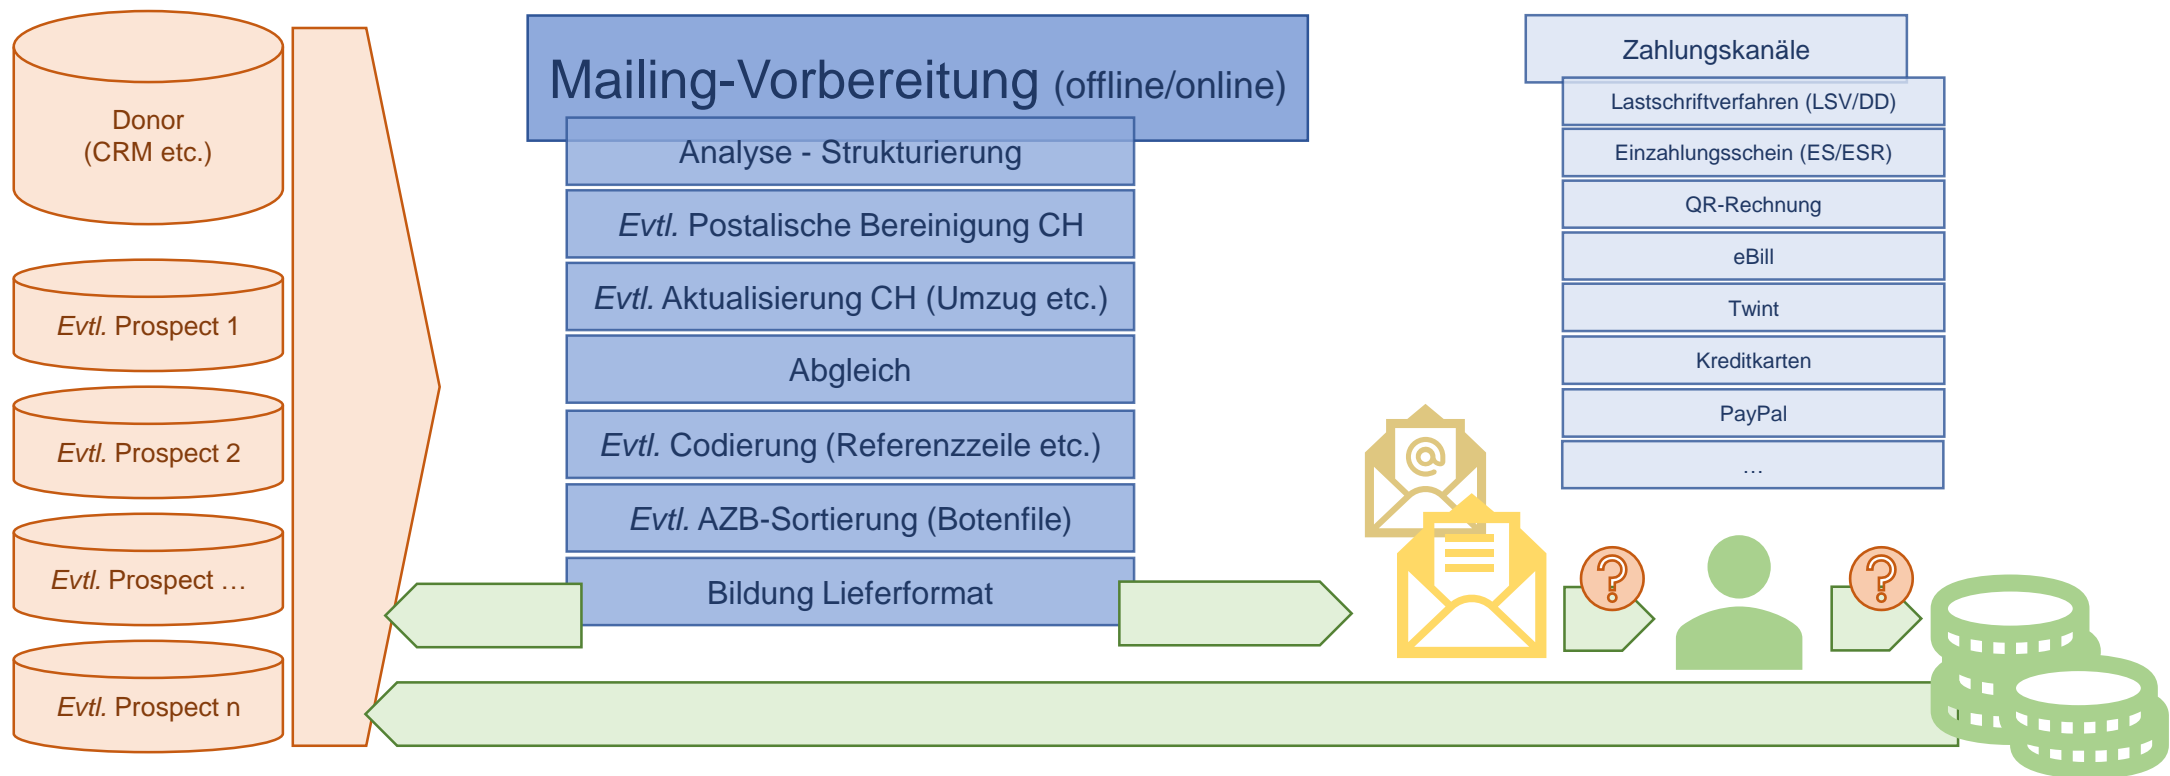 Donor
(CRM etc.)
Evtl. Prospect 1
Evtl. Prospect 2
Evtl. Prospect …
Evtl. Prospect n
Mailing-Vorbereitung (offline/online)
Analyse - Strukturierung
Evtl. Postalische Bereinigung CH
Evtl. Aktualisierung CH (Umzug etc.)
Abgleich
Evtl. Codierung (Referenzzeile etc.)
Evtl. AZB-Sortierung (Botenfile)
Bildung Lieferformat
@
Zahlungskanäle
Lastschriftverfahren (LSV/DD)
Einzahlungsschein (ES/ESR)
QR-Rechnung
eBill
Twint
Kreditkarten
PayPal
…
?
?